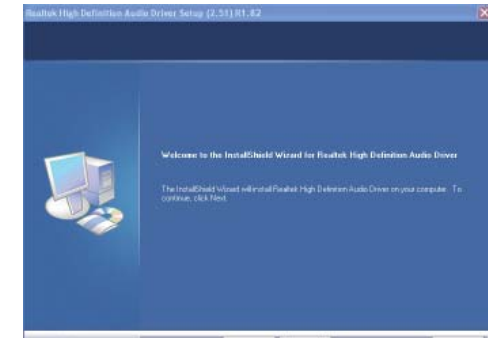 Realtek High Definition Audio Driver Setup (2.51) R1.82
Welcome to the InstallShield Wizard for Realtek High Definition Audio Driver
The InstallShield Wizard will install Realtek High Definition Audio Driver on your computer. To
continue, click Next.